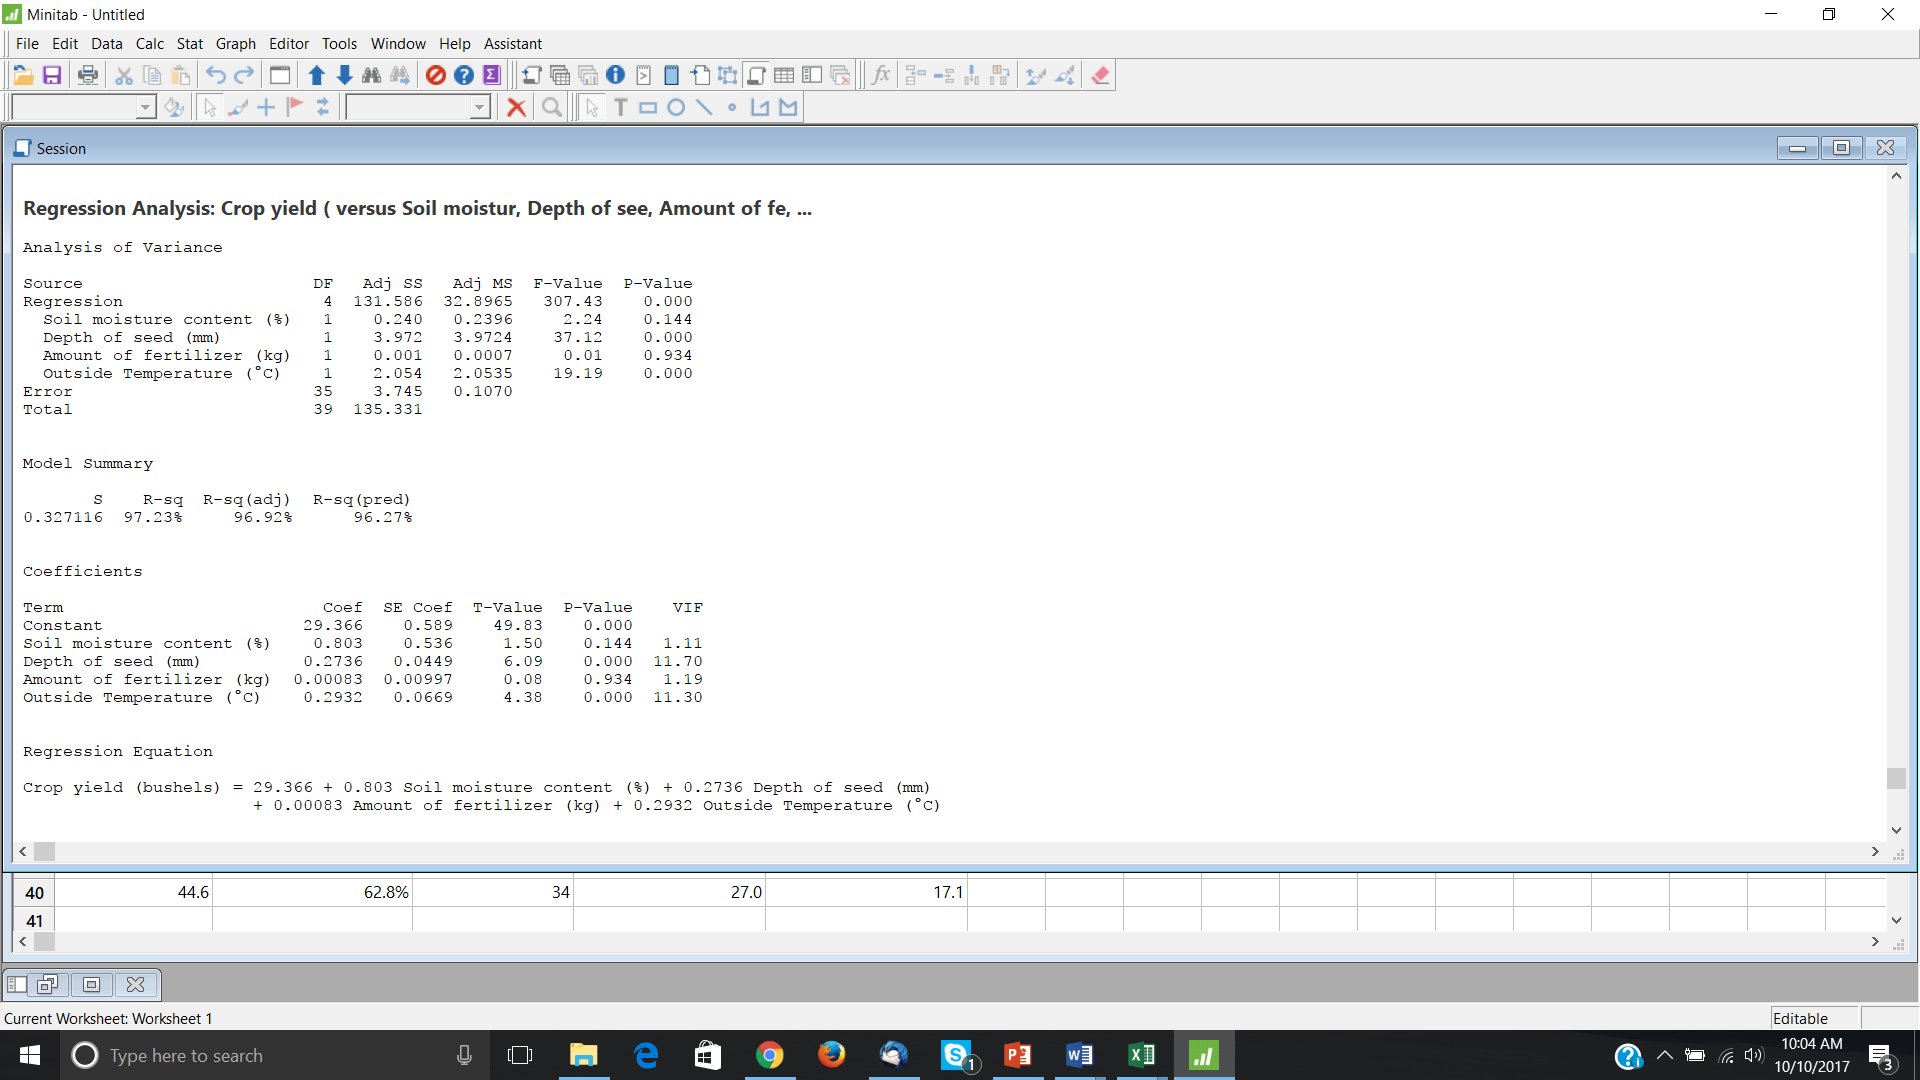 Minitab - Untitled
File Edit Data Calc Stat Graph Editor Tools Window Help Assistant
Session
Regression Analysis: Crop yield ( versus Soil moistur, Depth of see, Amount of fe, ...
Analysis of Variance
Source DF Adj SS Adj MS F-Value P-Value
Regression 4 131.586 32.8965 307.43 0.000
Soil moisture content (%) 1 0.240 0.2396 2.24 0.144
Depth of seed (mm) 1 3.972 3.9724 37.12 0.000
Amount of fertilizer (kg) 1 0.001 0.0007 0.01 0.934
Outside Temperature (°C) 1 2.054 2.0535 19.19 0.000
Error 35 3.745 0.1070
Total 39 135.331
Model Summary
S R-sq R-sq(adj) R-sq(pred)
0.327116 97.23% 96.92% 96.27%
Coefficients
Term Coef SE Coef T-Value P-Value VIF
Constant 29.366 0.589 49.83 0.000
Soil moisture content (%) 0.803 0.536 1.50 0.144 1.11
Depth of seed (mm) 0.2736 0.0449 6.09 0.000 11.70
Amount of fertilizer (kg) 0.00083 0.00997 0.08 0.934 1.19
Outside Temperature (°C) 0.2932 0.0669 4.38 0.000 11.30
Regression Equation
Crop yield (bushels) = 29.366 + 0.803 Soil moisture content (%) + 0.2736 Depth of seed (mm)
+ 0.00083 Amount of fertilizer (kg) + 0.2932 Outside Temperature (°C)
40 44.6 62.8% 34 27.0 17.1
41
Current Worksheet: Worksheet 1
Editable
Type here to search
1
10:04 AM
10/10/2017
3